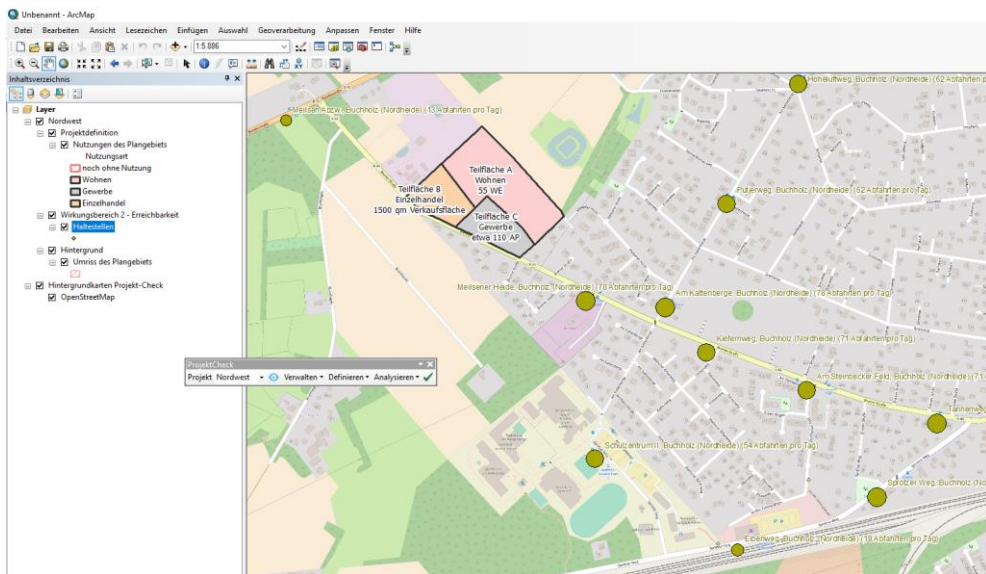 Unbenannt - ArcMap
Datei Bearbeiten Ansicht Lesezeichen Einfügen Auswahl Geoverarbeitung Anpassen Fenster Hilfe
1:5.886
Inhaltsverzeichnis
Layer
Nordwest
Projektdefinition
Nutzungen des Plangebiets
Nutzungsart
noch ohne Nutzung
Wohnen
Gewerbe
Einzelhandel
Wirkungsbereich 2 - Erreichbarkeit
Haltestellen
Hintergrund
Umriss des Plangebiets
Hintergrundkarten Projekt-Check
OpenStreetMap
Hoheluftweg, Buchholz (Nordheide) (62 Abfahrten pro Tag)
Meilsen Abzw., Buchholz (Nordheide) (13 Abfahrten pro Tag)
Teilfläche A
Wohnen
55 WE
Teilfläche B
Einzelhandel
1500 qm Verkaufsfläche
Teilfläche C
Gewerbe
etwa 110 AP
Buchholz (Nordheide) (62 Abfahrten pro Tag)
Meilsener Heide, Buchholz (Nordheide) (78 Abfahrten pro Tag)
Am Kattenberge, Buchholz (Nordheide) (78 Abfahrten pro Tag)
Kiefernweg, Buchholz (Nordheide) (71 Abfahrten pro Tag)
ProjektCheck
Projekt Nordwest Verwalten Definieren Analysieren
Am Steinbecker Feld, Buchholz (Nordheide) (71 A
Tannenweg
Schulzentrum II, Buchholz (Nordheide) (54 Abfahrten pro Tag)
Sprötzer Weg, Buchholz (No
Eibenweg, Buchholz (Nordheide) (18 Abfahrten pro Tag)